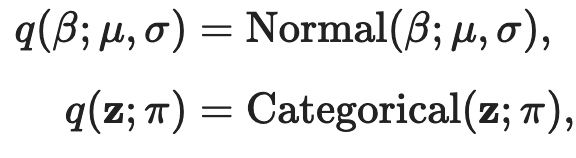 q(β; μ, σ) = Normal(β; μ, σ),
q(z; π) = Categorical(z; π),